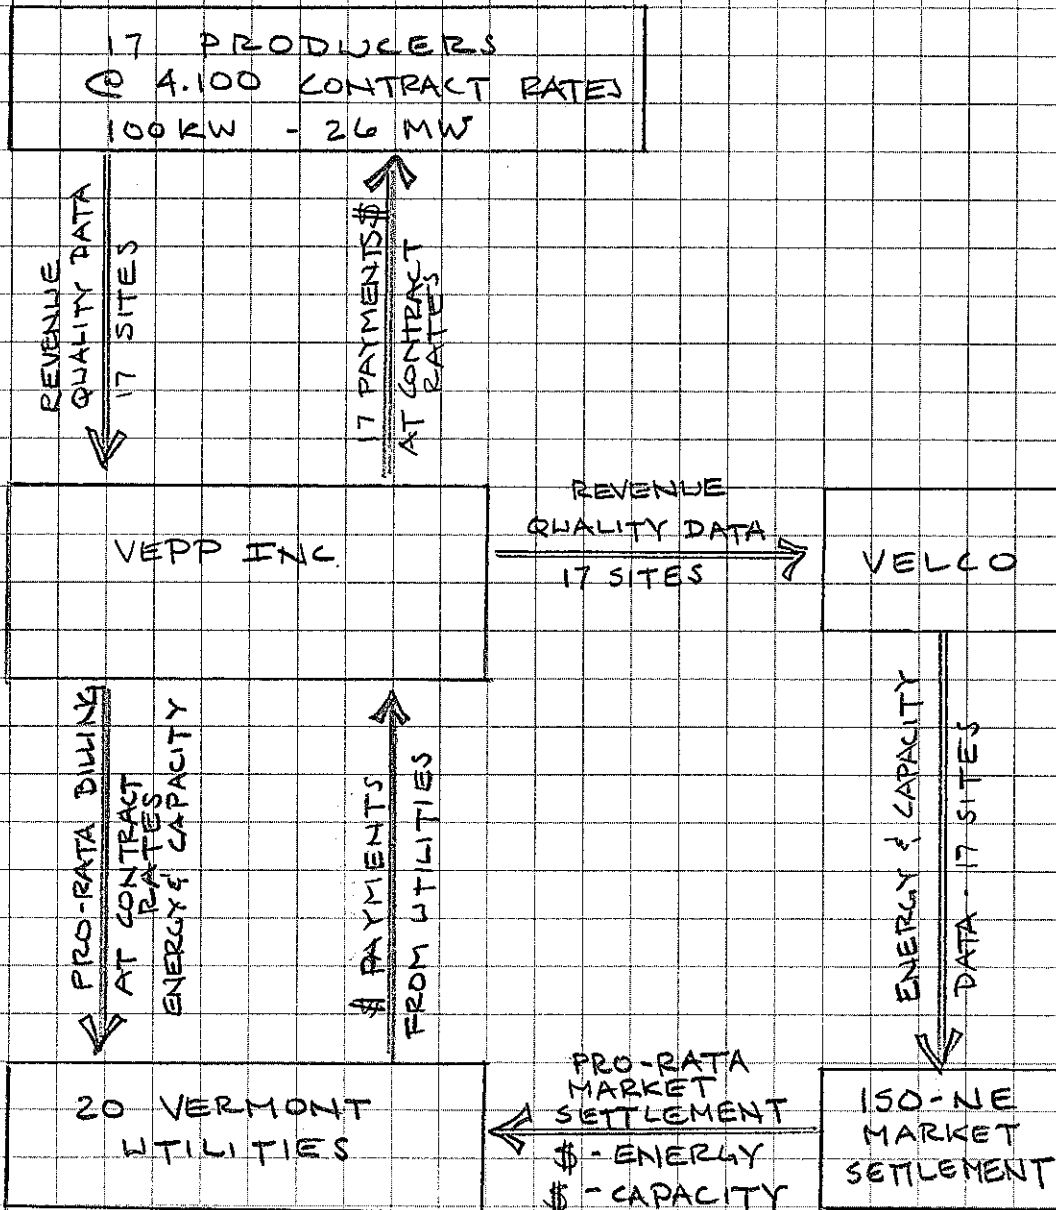 17 PRODUCERS
@ 4.100 CONTRACT RATES
100 KW - 26 MW
REVENUE
QUALITY DATA
17 SITES
17 PAYMENTS $
AT CONTRACT
RATES
VEPP INC.
REVENUE
QUALITY DATA
17 SITES
VELCO
PRO-RATA BILLING
AT CONTRACT
RATES
ENERGY & CAPACITY
$ PAYMENTS
FROM UTILITIES
ENERGY & CAPACITY
DATA - 17 SITES
20 VERMONT
UTILITIES
PRO-RATA
MARKET
SETTLEMENT
$ - ENERGY
$ - CAPACITY
ISO-NE
MARKET
SETTLEMENT